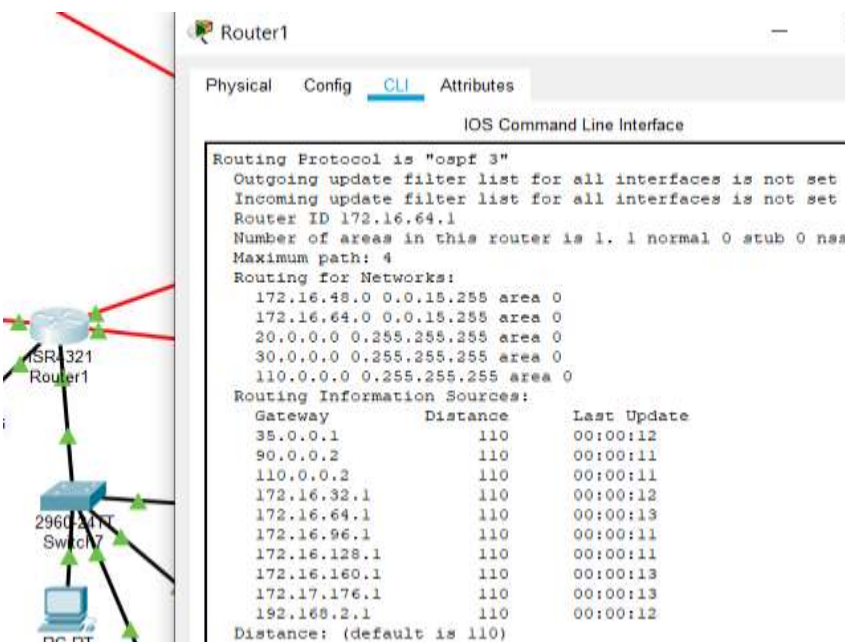 Router1
Physical Config CLI Attributes
IOS Command Line Interface
Routing Protocol is "ospf 3"
Outgoing update filter list for all interfaces is not set
Incoming update filter list for all interfaces is not set
Router ID 172.16.64.1
Number of areas in this router is 1. 1 normal 0 stub 0 nss
Maximum path: 4
Routing for Networks:
172.16.48.0 0.0.15.255 area 0
172.16.64.0 0.0.15.255 area 0
20.0.0.0 0.255.255.255 area 0
30.0.0.0 0.255.255.255 area 0
110.0.0.0 0.255.255.255 area 0
Routing Information Sources:
Gateway Distance Last Update
35.0.0.1 110 00:00:12
90.0.0.2 110 00:00:11
110.0.0.2 110 00:00:11
172.16.32.1 110 00:00:12
172.16.64.1 110 00:00:13
172.16.96.1 110 00:00:11
172.16.128.1 110 00:00:11
172.16.160.1 110 00:00:13
172.17.176.1 110 00:00:13
192.168.2.1 110 00:00:12
Distance: (default is 110)
ISR4321
Router1
2960-24TT
Switch7
PC-PT